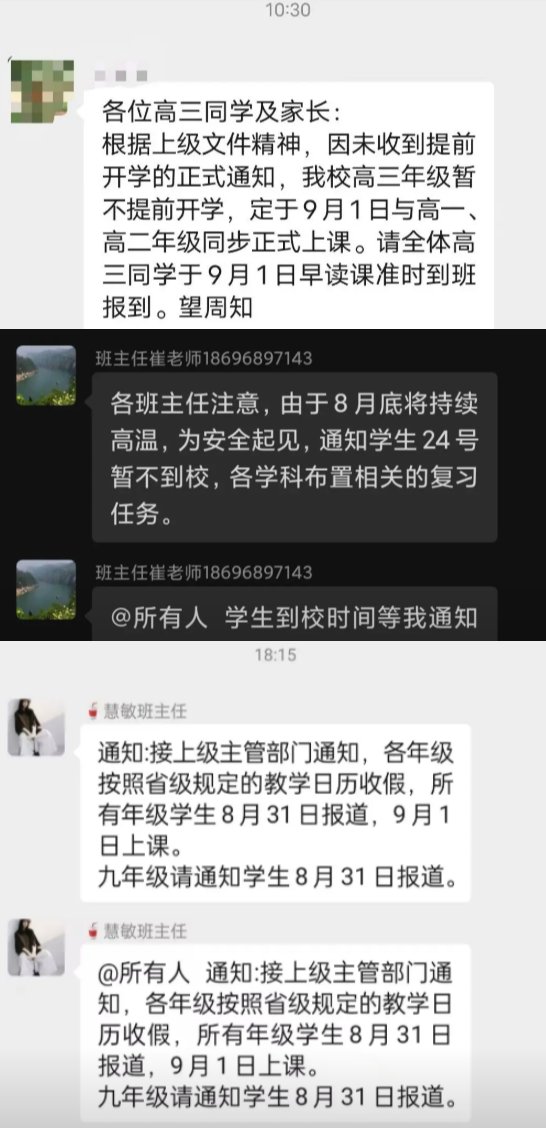 10:30
各位高三同学及家长：
根据上级文件精神，因未收到提前
开学的正式通知，我校高三年级暂
不提前开学，定于9月1日与高一、
高二年级同步正式上课。请全体高
三同学于9月1日早读课准时到班
报到。望周知
班主任崔老师18696897143
各班主任注意，由于8月底将持续
高温，为安全起见，通知学生24号
暂不到校，各学科布置相关的复习
任务。
班主任崔老师18696897143
@所有人 学生到校时间等我通知
18:15
慧敏班主任
通知:接上级主管部门通知，各年级
按照省级规定的教学日历收假，所
有年级学生8月31日报道，9月1
日上课。
九年级请通知学生8月31日报道。
慧敏班主任
@所有人 通知:接上级主管部门通
知，各年级按照省级规定的教学日
历收假，所有年级学生8月31日
报道，9月1日上课。
九年级请通知学生8月31日报道。